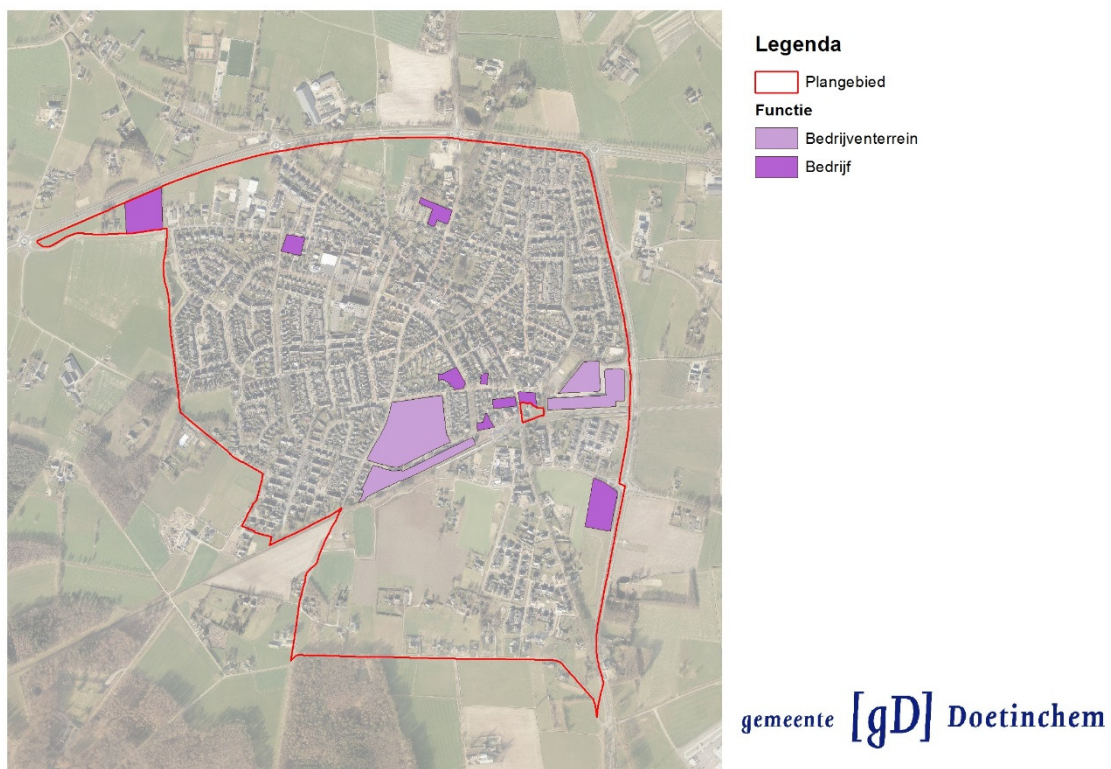 Legenda
Plangebied
Functie
Bedrijventerrein
Bedrijf
gemeente [gD] Doetinchem